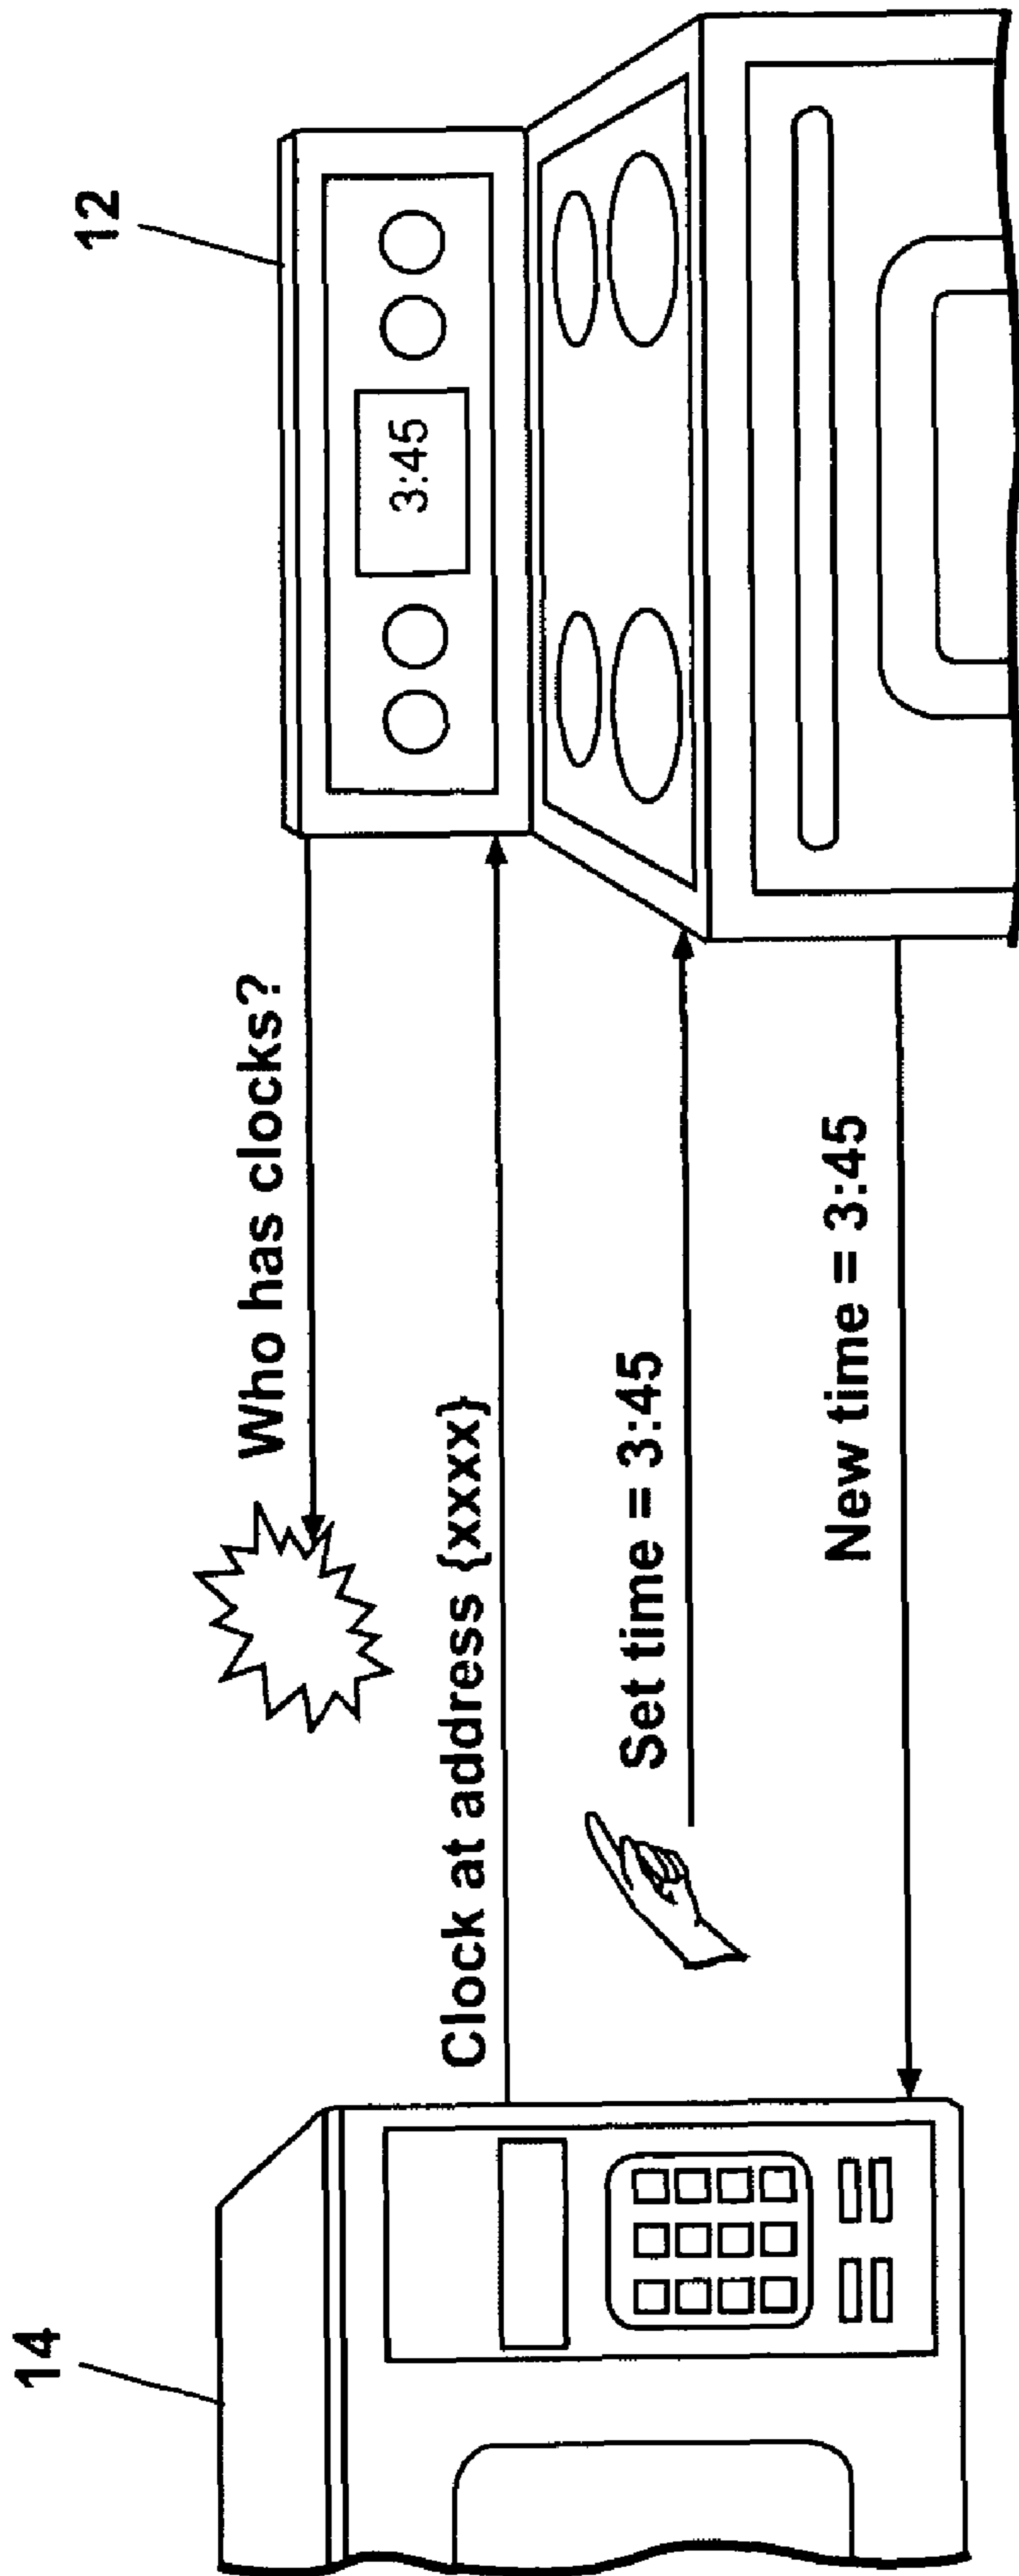 14
12
3:45
Who has clocks?
Clock at address {xxxx}
Set time = 3:45
New time = 3:45